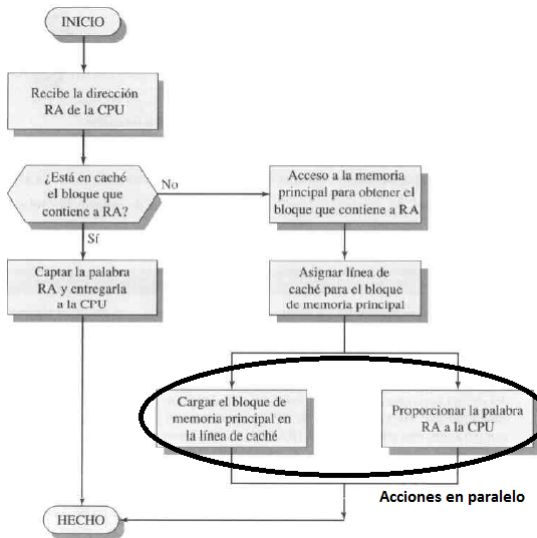 INICIO
Recibe la dirección
RA de la CPU
¿Está en caché
el bloque que
contiene a RA?
No
Acceso a la memoria
principal para obtener el
bloque que contiene a RA
Sí
Captar la palabra
RA y entregarla
a la CPU
Asignar línea de
caché para el bloque
de memoria principal
Cargar el bloque de
memoria principal en
la línea de caché
Proporcionar la palabra
RA a la CPU
Acciones en paralelo
HECHO